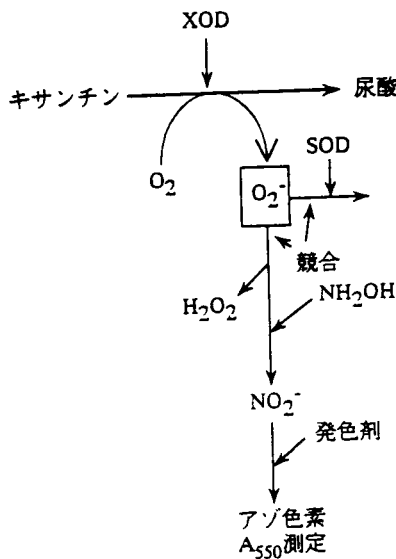 XOD
キサンチン
尿酸
O₂
SOD
O₂⁻
競合
H₂O₂
NH₂OH
NO₂⁻
発色剤
アゾ色素
A₅₅₀測定